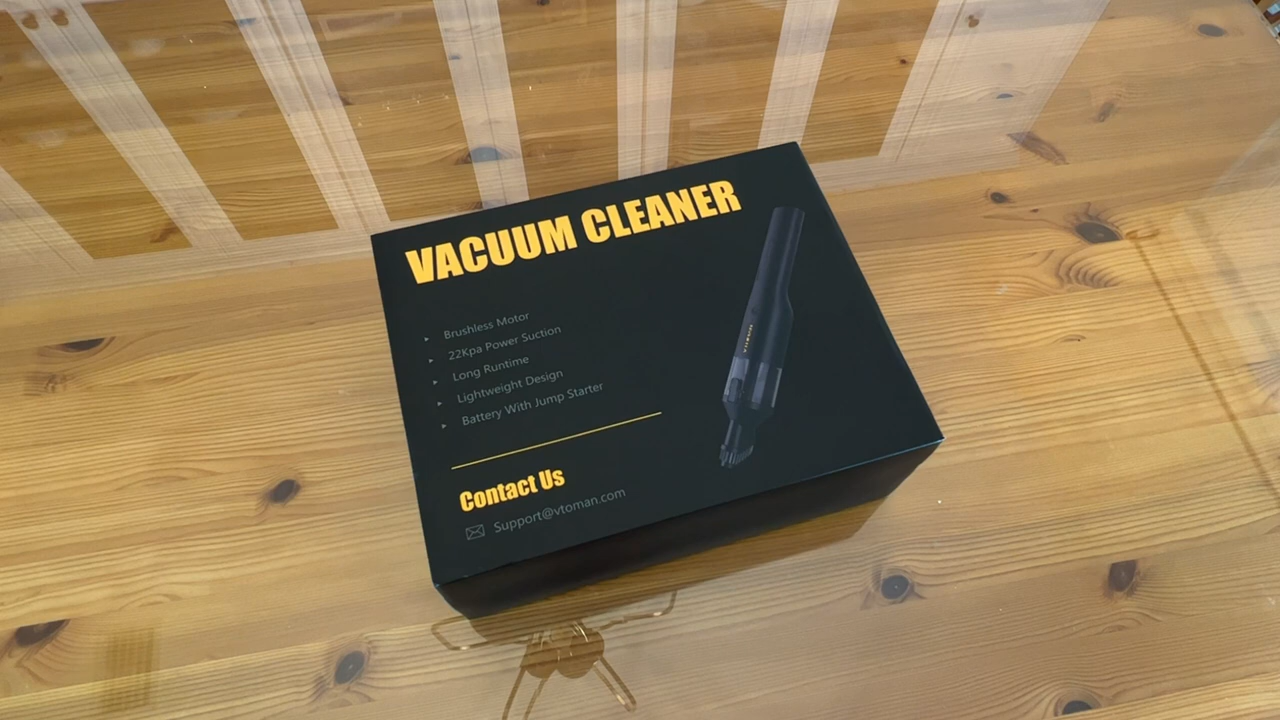 VACUUM CLEANER
Brushless Motor
22Kpa Power Suction
Long Runtime
Lightweight Design
Battery With Jump Starter
Contact Us
Support@vtoman.com